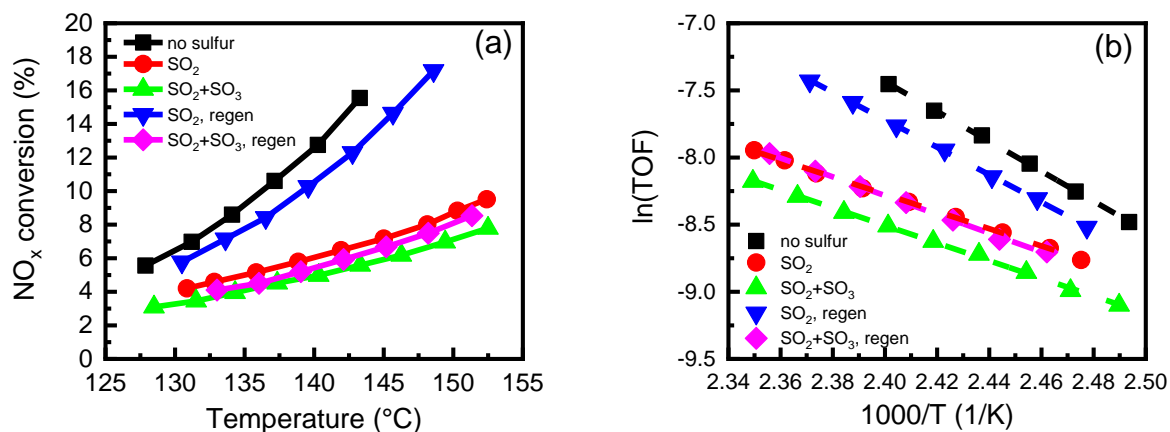 (a)
NOₓ conversion (%)
20
18
16
14
12
10
8
6
4
2
0
no sulfur
SO₂
SO₂+SO₃
SO₂, regen
SO₂+SO₃, regen
125 130 135 140 145 150 155
Temperature (°C)
(b)
ln(TOF)
-7.0
-7.5
-8.0
-8.5
-9.0
-9.5
no sulfur
SO₂
SO₂+SO₃
SO₂, regen
SO₂+SO₃, regen
2.34 2.36 2.38 2.40 2.42 2.44 2.46 2.48 2.50
1000/T (1/K)